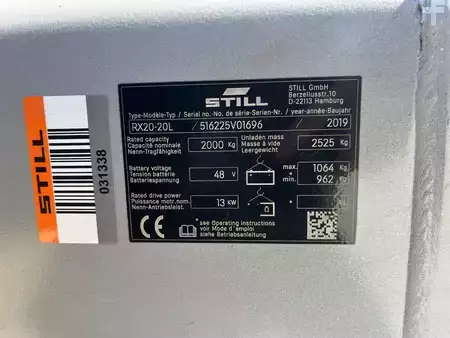 STILL
STILL GmbH
Berzeliusstr.10
D-22113 Hamburg
Type-Modèle-Typ / Serial no.-No. de série-Serien-Nr. / year-année-Baujahr
RX20-20L / 516225V01696 / 2019
Rated capacity
Capacité nominale
Nenn-Tragfähigkeit
2000 Kg
Unladen mass
Masse à vide
Leergewicht
2525 Kg
Battery voltage
Tension batterie
Batteriespannung
48 V
max. 1064 Kg
min. 962 Kg
Rated drive power
Puissance motr.nom.
Nenn-Antriebsleist.
13 KW
* Kg
CE
* see Operating instructions
voir Mode d'emploi
siehe Betriebsanleitung
STILL
031338